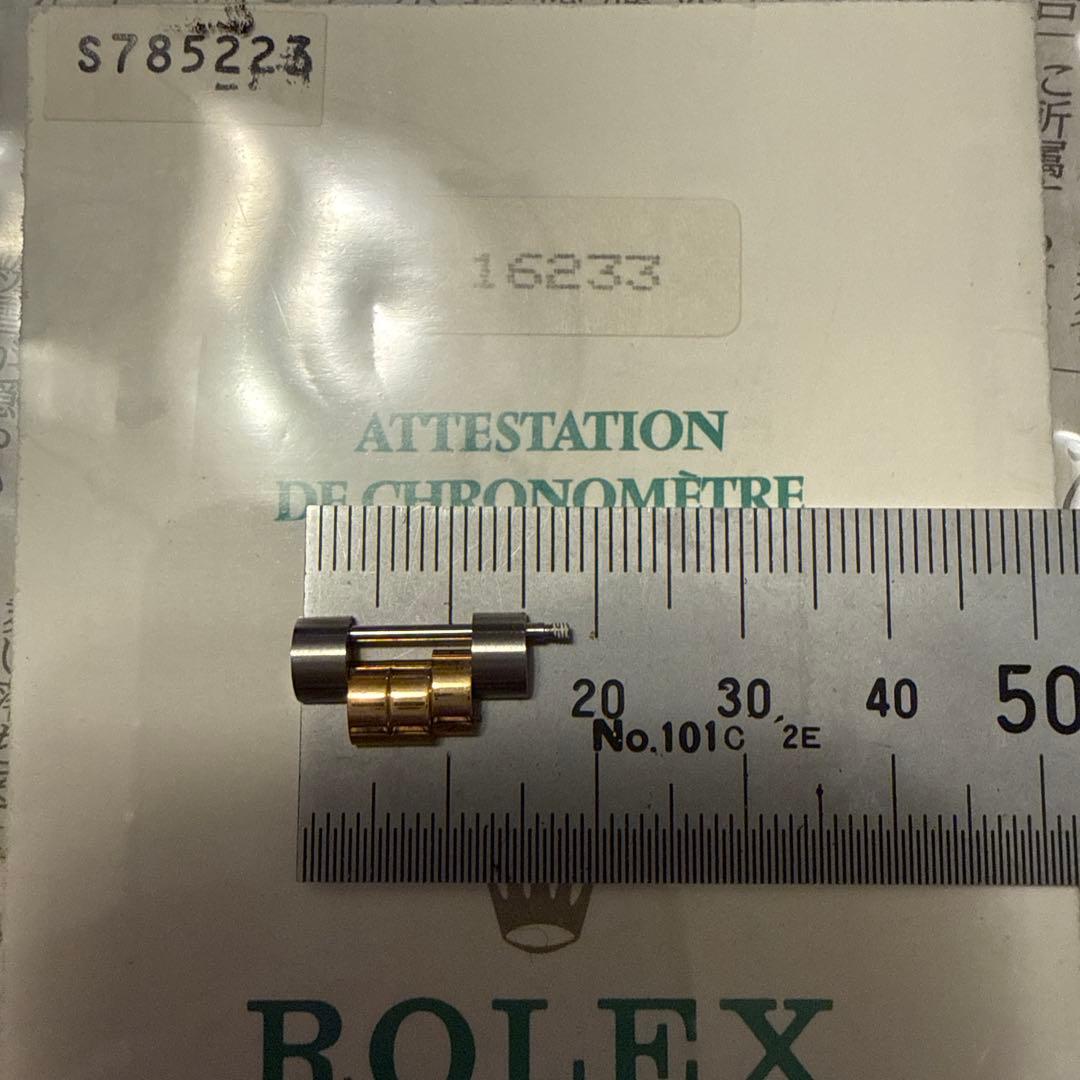 S785223
16233
ATTESTATION
DE CHRONOMÈTRE
20 30 40 50
No.101C 2E
ROLEX